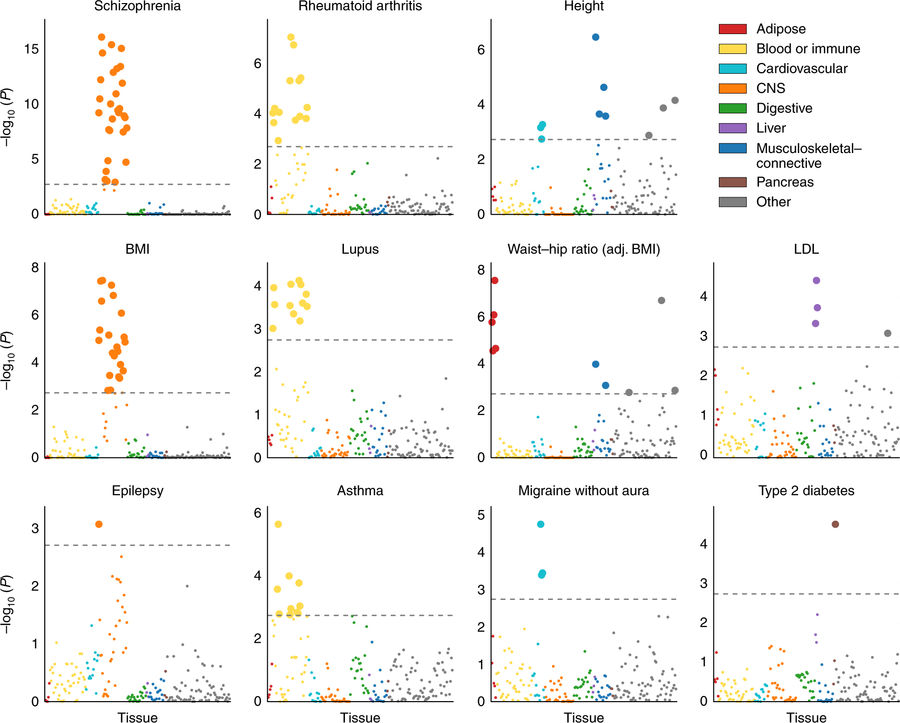 Schizophrenia
Rheumatoid arthritis
Height
–log10 (P)
15
10
5
0
6
4
2
0
6
4
2
0
Adipose
Blood or immune
Cardiovascular
CNS
Digestive
Liver
Musculoskeletal–
connective
Pancreas
Other
BMI
Lupus
Waist–hip ratio (adj. BMI)
LDL
–log10 (P)
8
6
4
2
0
4
3
2
1
0
8
6
4
2
0
4
3
2
1
0
Epilepsy
Asthma
Migraine without aura
Type 2 diabetes
–log10 (P)
3
2
1
0
6
4
2
0
5
4
3
2
1
0
4
3
2
1
0
Tissue
Tissue
Tissue
Tissue